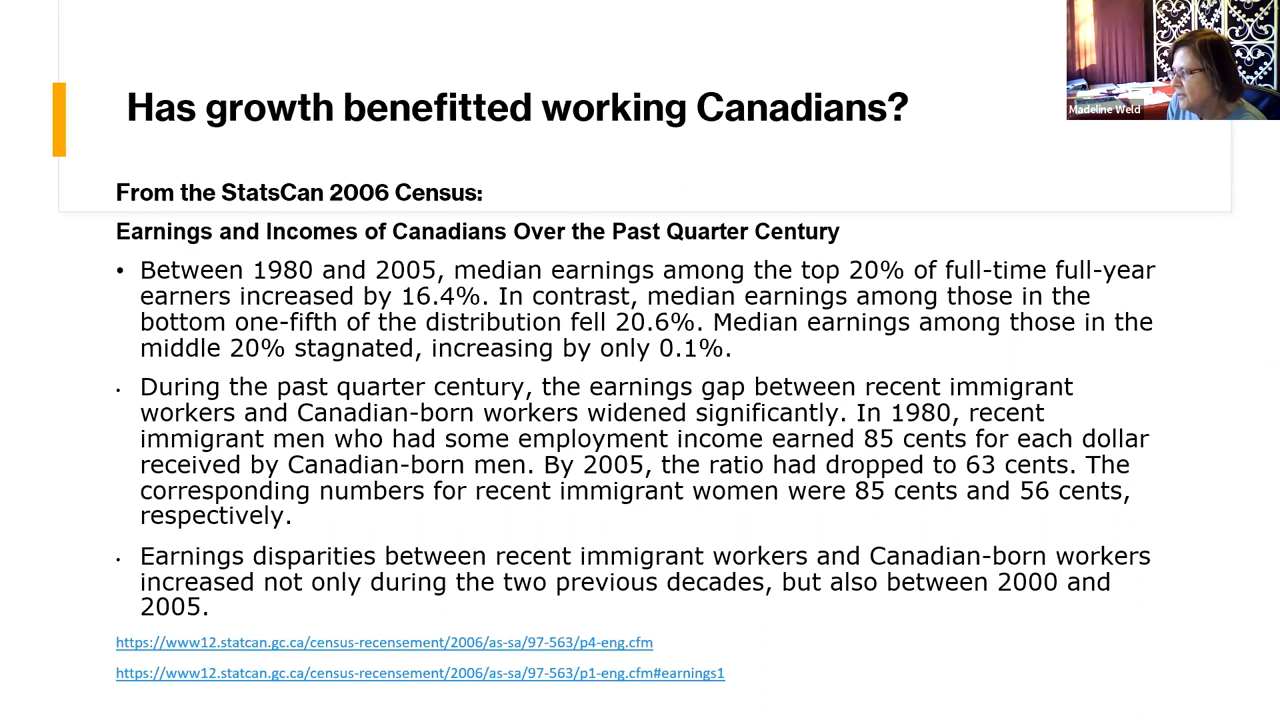 Has growth benefitted working Canadians?
Madeline Weld
From the StatsCan 2006 Census:
Earnings and Incomes of Canadians Over the Past Quarter Century
• Between 1980 and 2005, median earnings among the top 20% of full-time full-year
earners increased by 16.4%. In contrast, median earnings among those in the
bottom one-fifth of the distribution fell 20.6%. Median earnings among those in the
middle 20% stagnated, increasing by only 0.1%.
• During the past quarter century, the earnings gap between recent immigrant
workers and Canadian-born workers widened significantly. In 1980, recent
immigrant men who had some employment income earned 85 cents for each dollar
received by Canadian-born men. By 2005, the ratio had dropped to 63 cents. The
corresponding numbers for recent immigrant women were 85 cents and 56 cents,
respectively.
• Earnings disparities between recent immigrant workers and Canadian-born workers
increased not only during the two previous decades, but also between 2000 and
2005.
https://www12.statcan.gc.ca/census-recensement/2006/as-sa/97-563/p4-eng.cfm
https://www12.statcan.gc.ca/census-recensement/2006/as-sa/97-563/p1-eng.cfm#earnings1